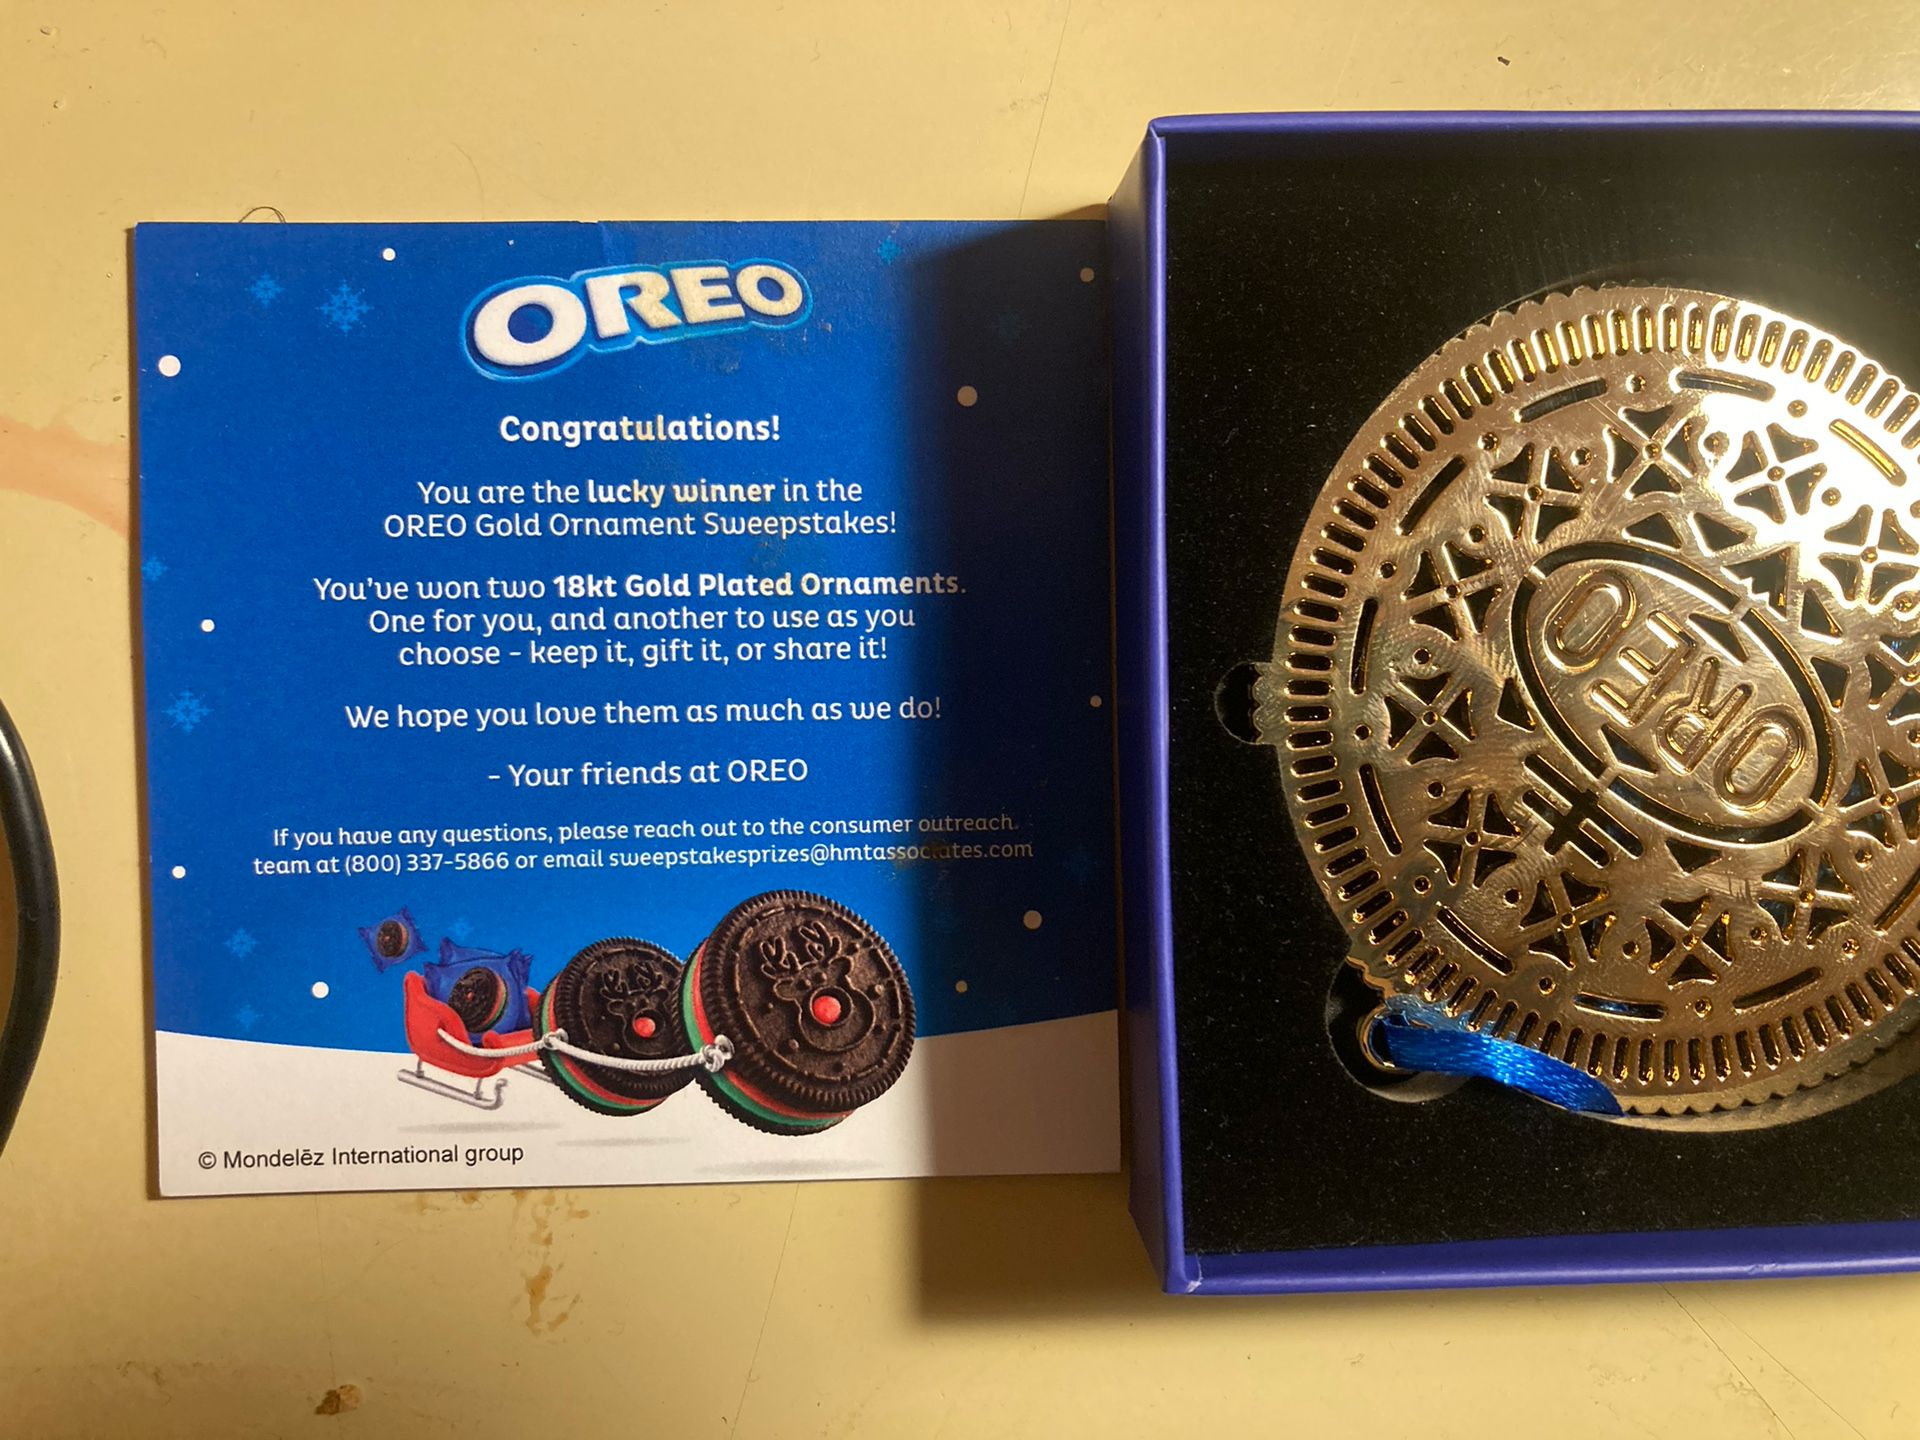 OREO
Congratulations!
You are the lucky winner in the
OREO Gold Ornament Sweepstakes!
You've won two 18kt Gold Plated Ornaments.
One for you, and another to use as you
choose - keep it, gift it, or share it!
We hope you love them as much as we do!
- Your friends at OREO
If you have any questions, please reach out to the consumer outreach.
team at (800) 337-5866 or email sweepstakesprizes@hmtassociates.com
© Mondelēz International group
OREO